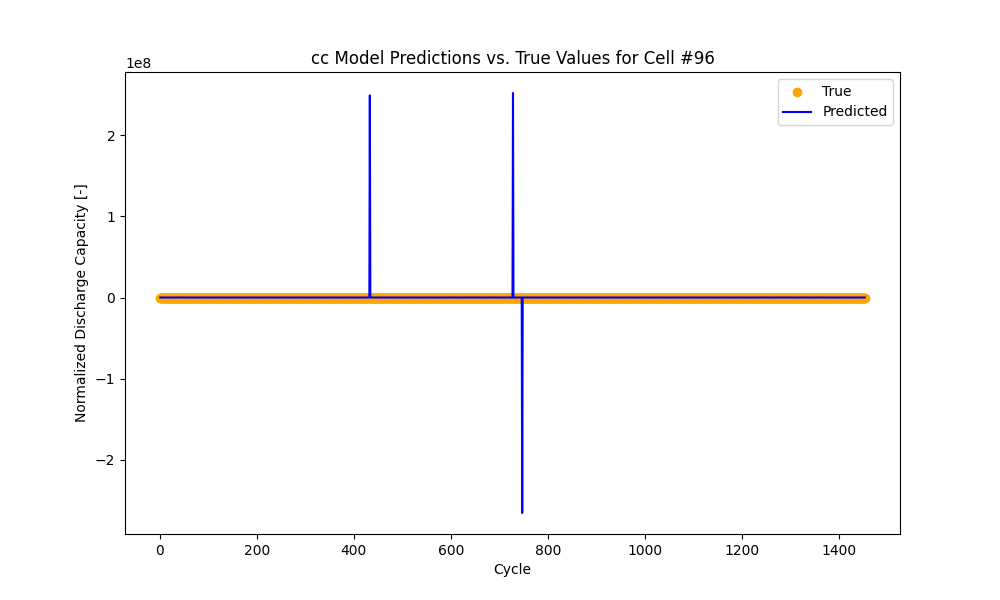 cc Model Predictions vs. True Values for Cell #96
1e8
True
Predicted
Normalized Discharge Capacity [-]
2
1
0
−1
−2
0 200 400 600 800 1000 1200 1400
Cycle